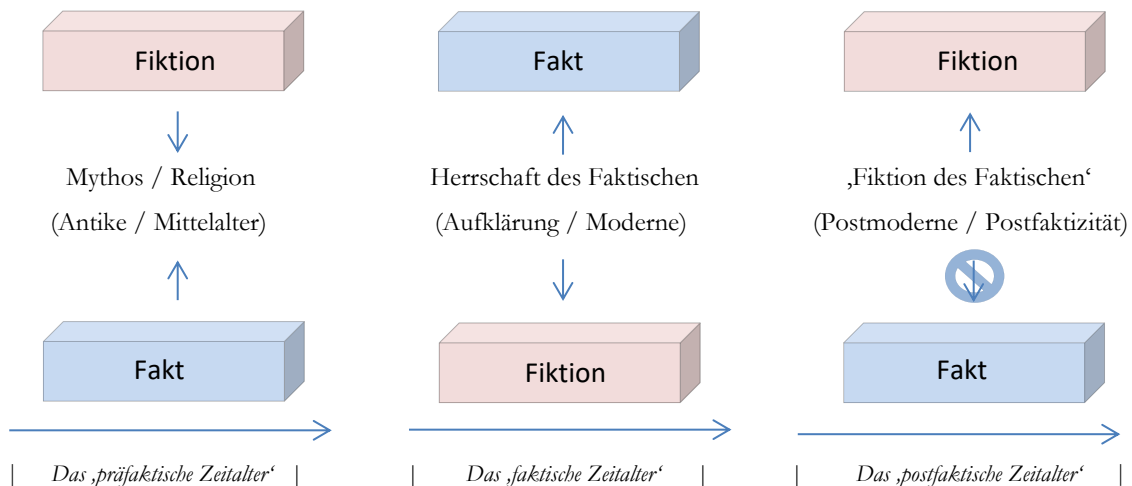 Fiktion
Fakt
Fiktion
Mythos / Religion
(Antike / Mittelalter)
Herrschaft des Faktischen
(Aufklärung / Moderne)
‚Fiktion des Faktischen‘
(Postmoderne / Postfaktizität)
Fakt
Fiktion
Fakt
| Das ‚präfaktische Zeitalter‘ |
| Das ‚faktische Zeitalter‘ |
| Das ‚postfaktische Zeitalter‘ |